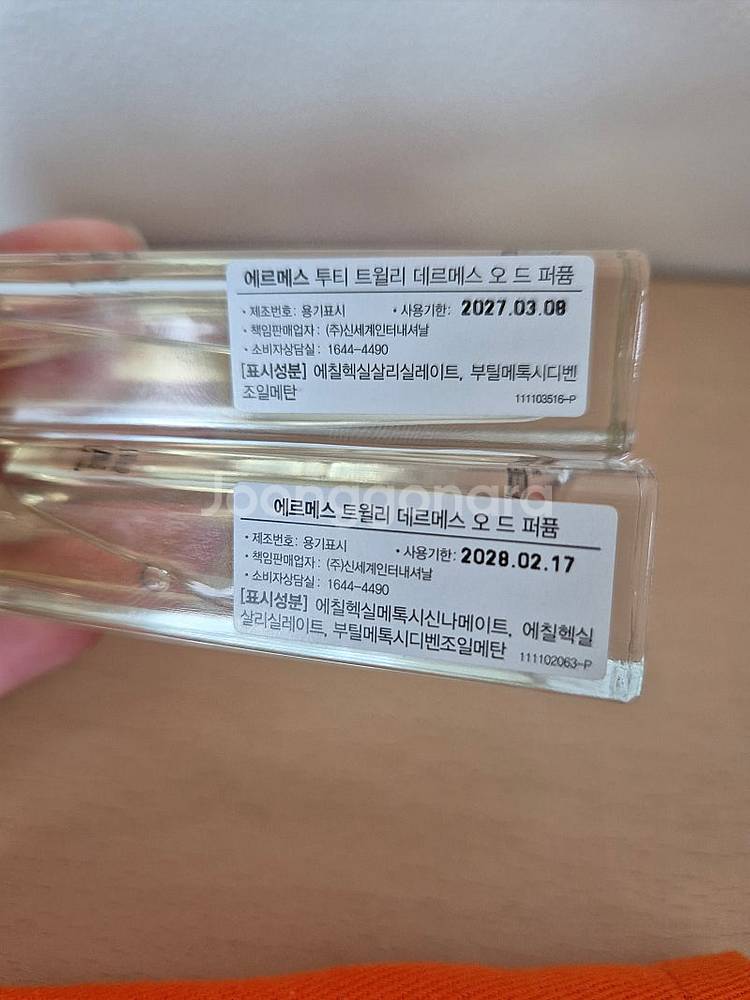 에르메스 투티 트윌리 데르메스 오 드 퍼퓸
• 제조번호: 용기표시 • 사용기한: 2027.03.08
• 책임판매업자: (주)신세계인터내셔날
• 소비자상담실: 1644-4490
[표시성분] 에칠헥실살리실레이트, 부틸메톡시디벤
조일메탄 111103516-P
Joonggonara
에르메스 트윌리 데르메스 오 드 퍼퓸
• 제조번호: 용기표시 • 사용기한: 2028.02.17
• 책임판매업자: (주)신세계인터내셔날
• 소비자상담실: 1644-4490
[표시성분] 에칠헥실메톡시신나메이트, 에칠헥실
살리실레이트, 부틸메톡시디벤조일메탄 111102063-P